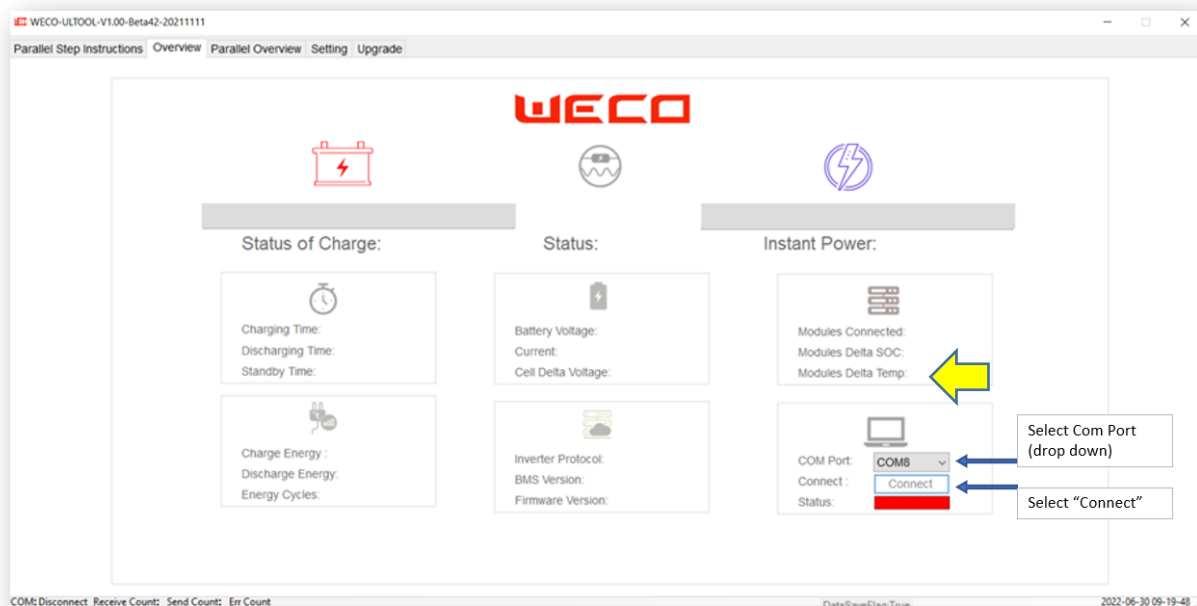 WECO-ULTOOL-V1.00-Beta42-20211111
Parallel Step Instructions Overview Parallel Overview Setting Upgrade
WECO
Status of Charge: Status: Instant Power:
Charging Time:
Discharging Time:
Standby Time:
Battery Voltage:
Current:
Cell Delta Voltage:
Modules Connected:
Modules Delta SOC:
Modules Delta Temp:
Charge Energy :
Discharge Energy:
Energy Cycles:
Inverter Protocol:
BMS Version:
Firmware Version:
COM Port: COM8
Connect : Connect
Status:
Select Com Port
(drop down)
Select “Connect”
COM: Disconnect Receive Count: Send Count: Err Count
DataSaveFlag:True
2022-06-30 09-19-48